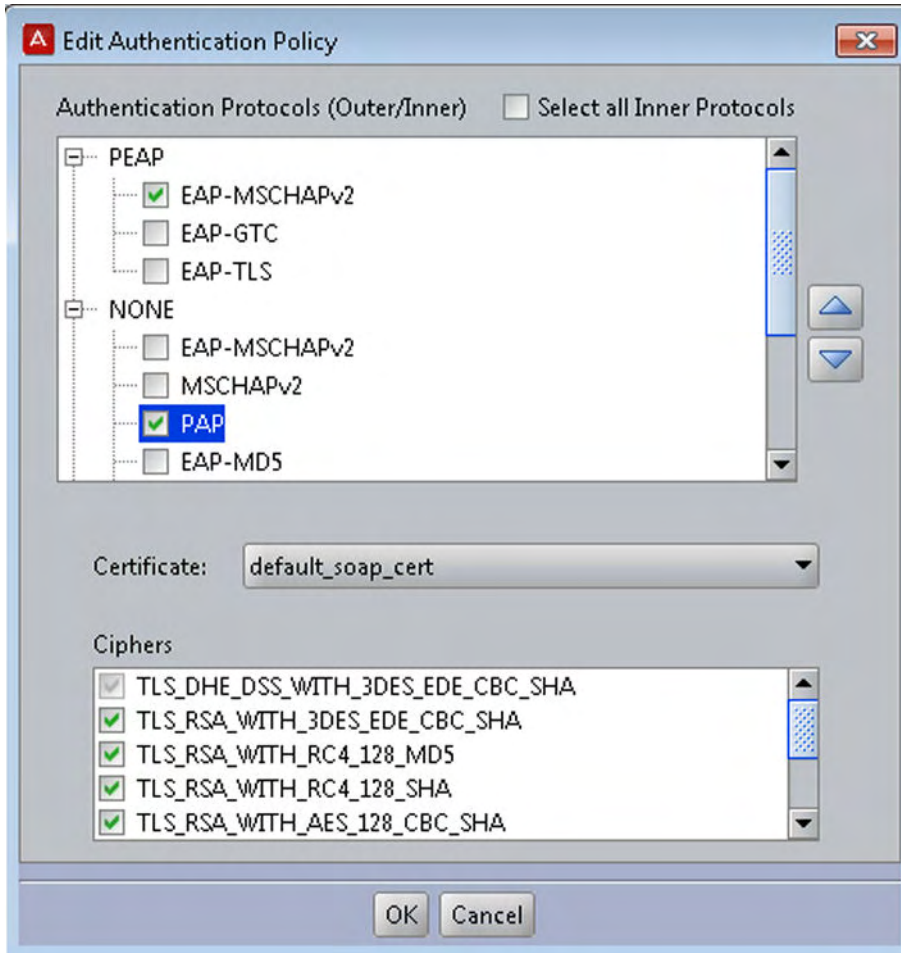 A Edit Authentication Policy
Authentication Protocols (Outer/Inner) Select all Inner Protocols
PEAP
EAP-MSCHAPv2
EAP-GTC
EAP-TLS
NONE
EAP-MSCHAPv2
MSCHAPv2
PAP
EAP-MD5
Certificate: default_soap_cert
Ciphers
TLS_DHE_DSS_WITH_3DES_EDE_CBC_SHA
TLS_RSA_WITH_3DES_EDE_CBC_SHA
TLS_RSA_WITH_RC4_128_MD5
TLS_RSA_WITH_RC4_128_SHA
TLS_RSA_WITH_AES_128_CBC_SHA
OK Cancel